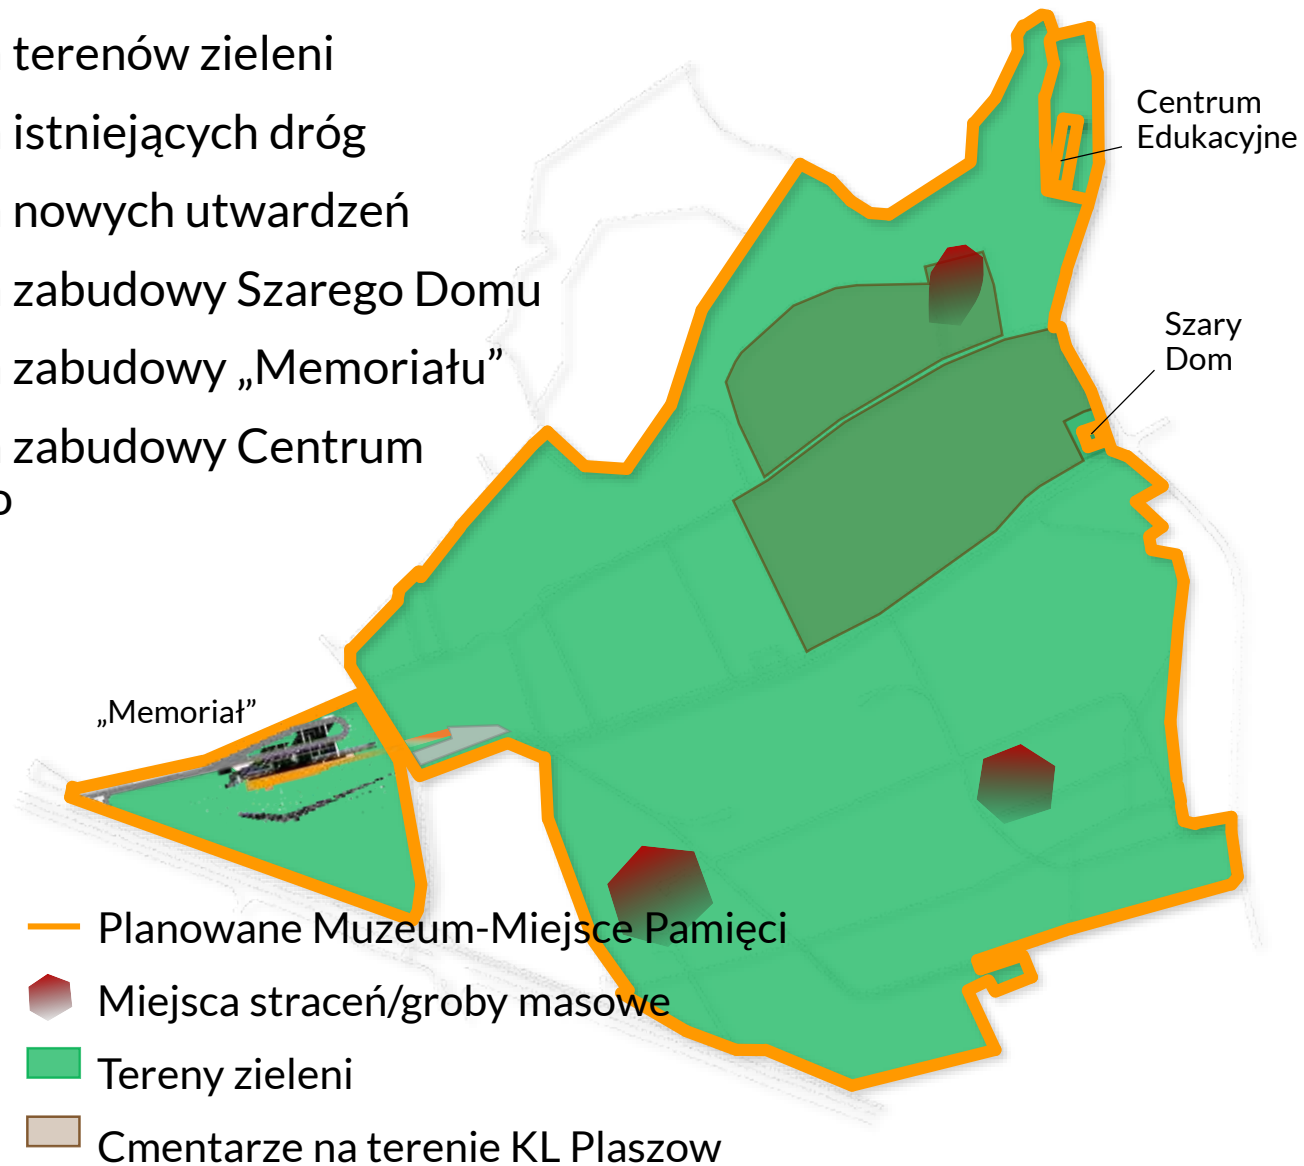 terenów zieleni
istniejących dróg
nowych utwardzeń
zabudowy Szarego Domu
zabudowy „Memoriału”
zabudowy Centrum
o
Centrum
Edukacyjne
Szary
Dom
„Memoriał”
Planowane Muzeum-Miejsce Pamięci
Miejsca straceń/groby masowe
Tereny zieleni
Cmentarze na terenie KL Plaszow